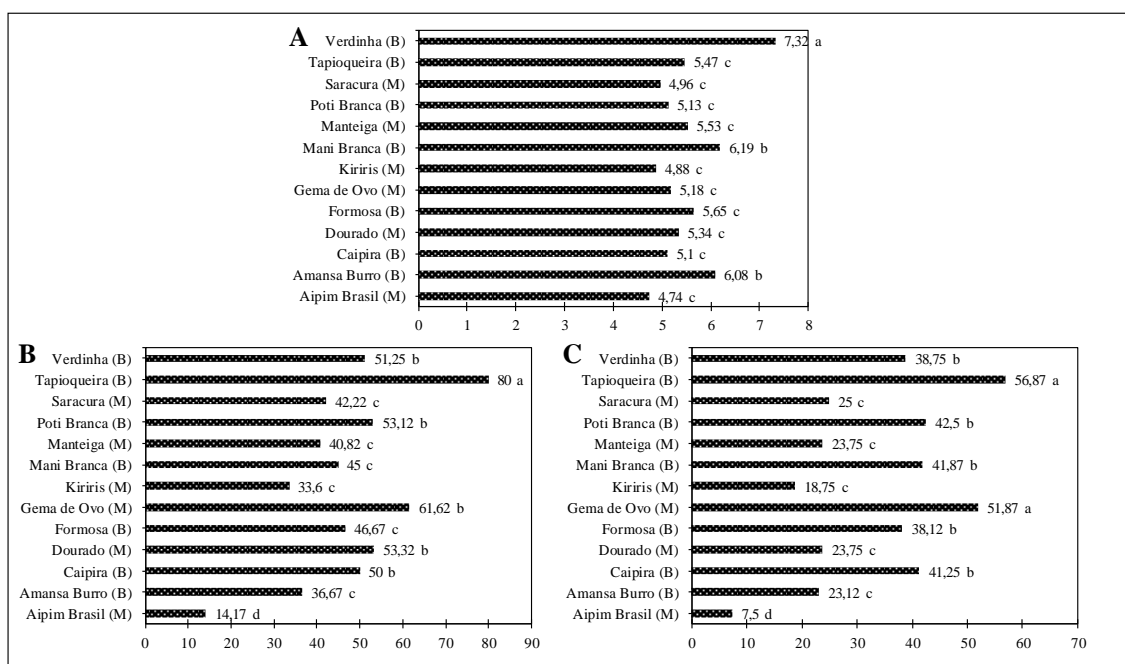 A
Verdinha (B) 7,32 a
Tapioqueira (B) 5,47 c
Saracura (M) 4,96 c
Poti Branca (B) 5,13 c
Manteiga (M) 5,53 c
Mani Branca (B) 6,19 b
Kiriris (M) 4,88 c
Gema de Ovo (M) 5,18 c
Formosa (B) 5,65 c
Dourado (M) 5,34 c
Caipira (B) 5,1 c
Amansa Burro (B) 6,08 b
Aipim Brasil (M) 4,74 c
0 1 2 3 4 5 6 7 8
B
Verdinha (B) 51,25 b
Tapioqueira (B) 80 a
Saracura (M) 42,22 c
Poti Branca (B) 53,12 b
Manteiga (M) 40,82 c
Mani Branca (B) 45 c
Kiriris (M) 33,6 c
Gema de Ovo (M) 61,62 b
Formosa (B) 46,67 c
Dourado (M) 53,32 b
Caipira (B) 50 b
Amansa Burro (B) 36,67 c
Aipim Brasil (M) 14,17 d
0 10 20 30 40 50 60 70 80 90
C
Verdinha (B) 38,75 b
Tapioqueira (B) 56,87 a
Saracura (M) 25 c
Poti Branca (B) 42,5 b
Manteiga (M) 23,75 c
Mani Branca (B) 41,87 b
Kiriris (M) 18,75 c
Gema de Ovo (M) 51,87 a
Formosa (B) 38,12 b
Dourado (M) 23,75 c
Caipira (B) 41,25 b
Amansa Burro (B) 23,12 c
Aipim Brasil (M) 7,5 d
0 10 20 30 40 50 60 70